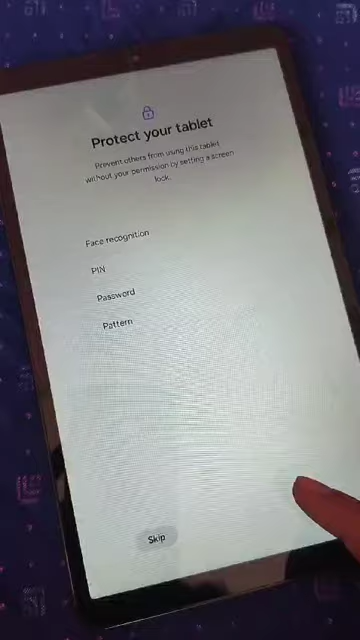 Protect your tablet
Prevent others from using this tablet
without your permission by setting a screen
lock.
Face recognition
PIN
Password
Pattern
Skip